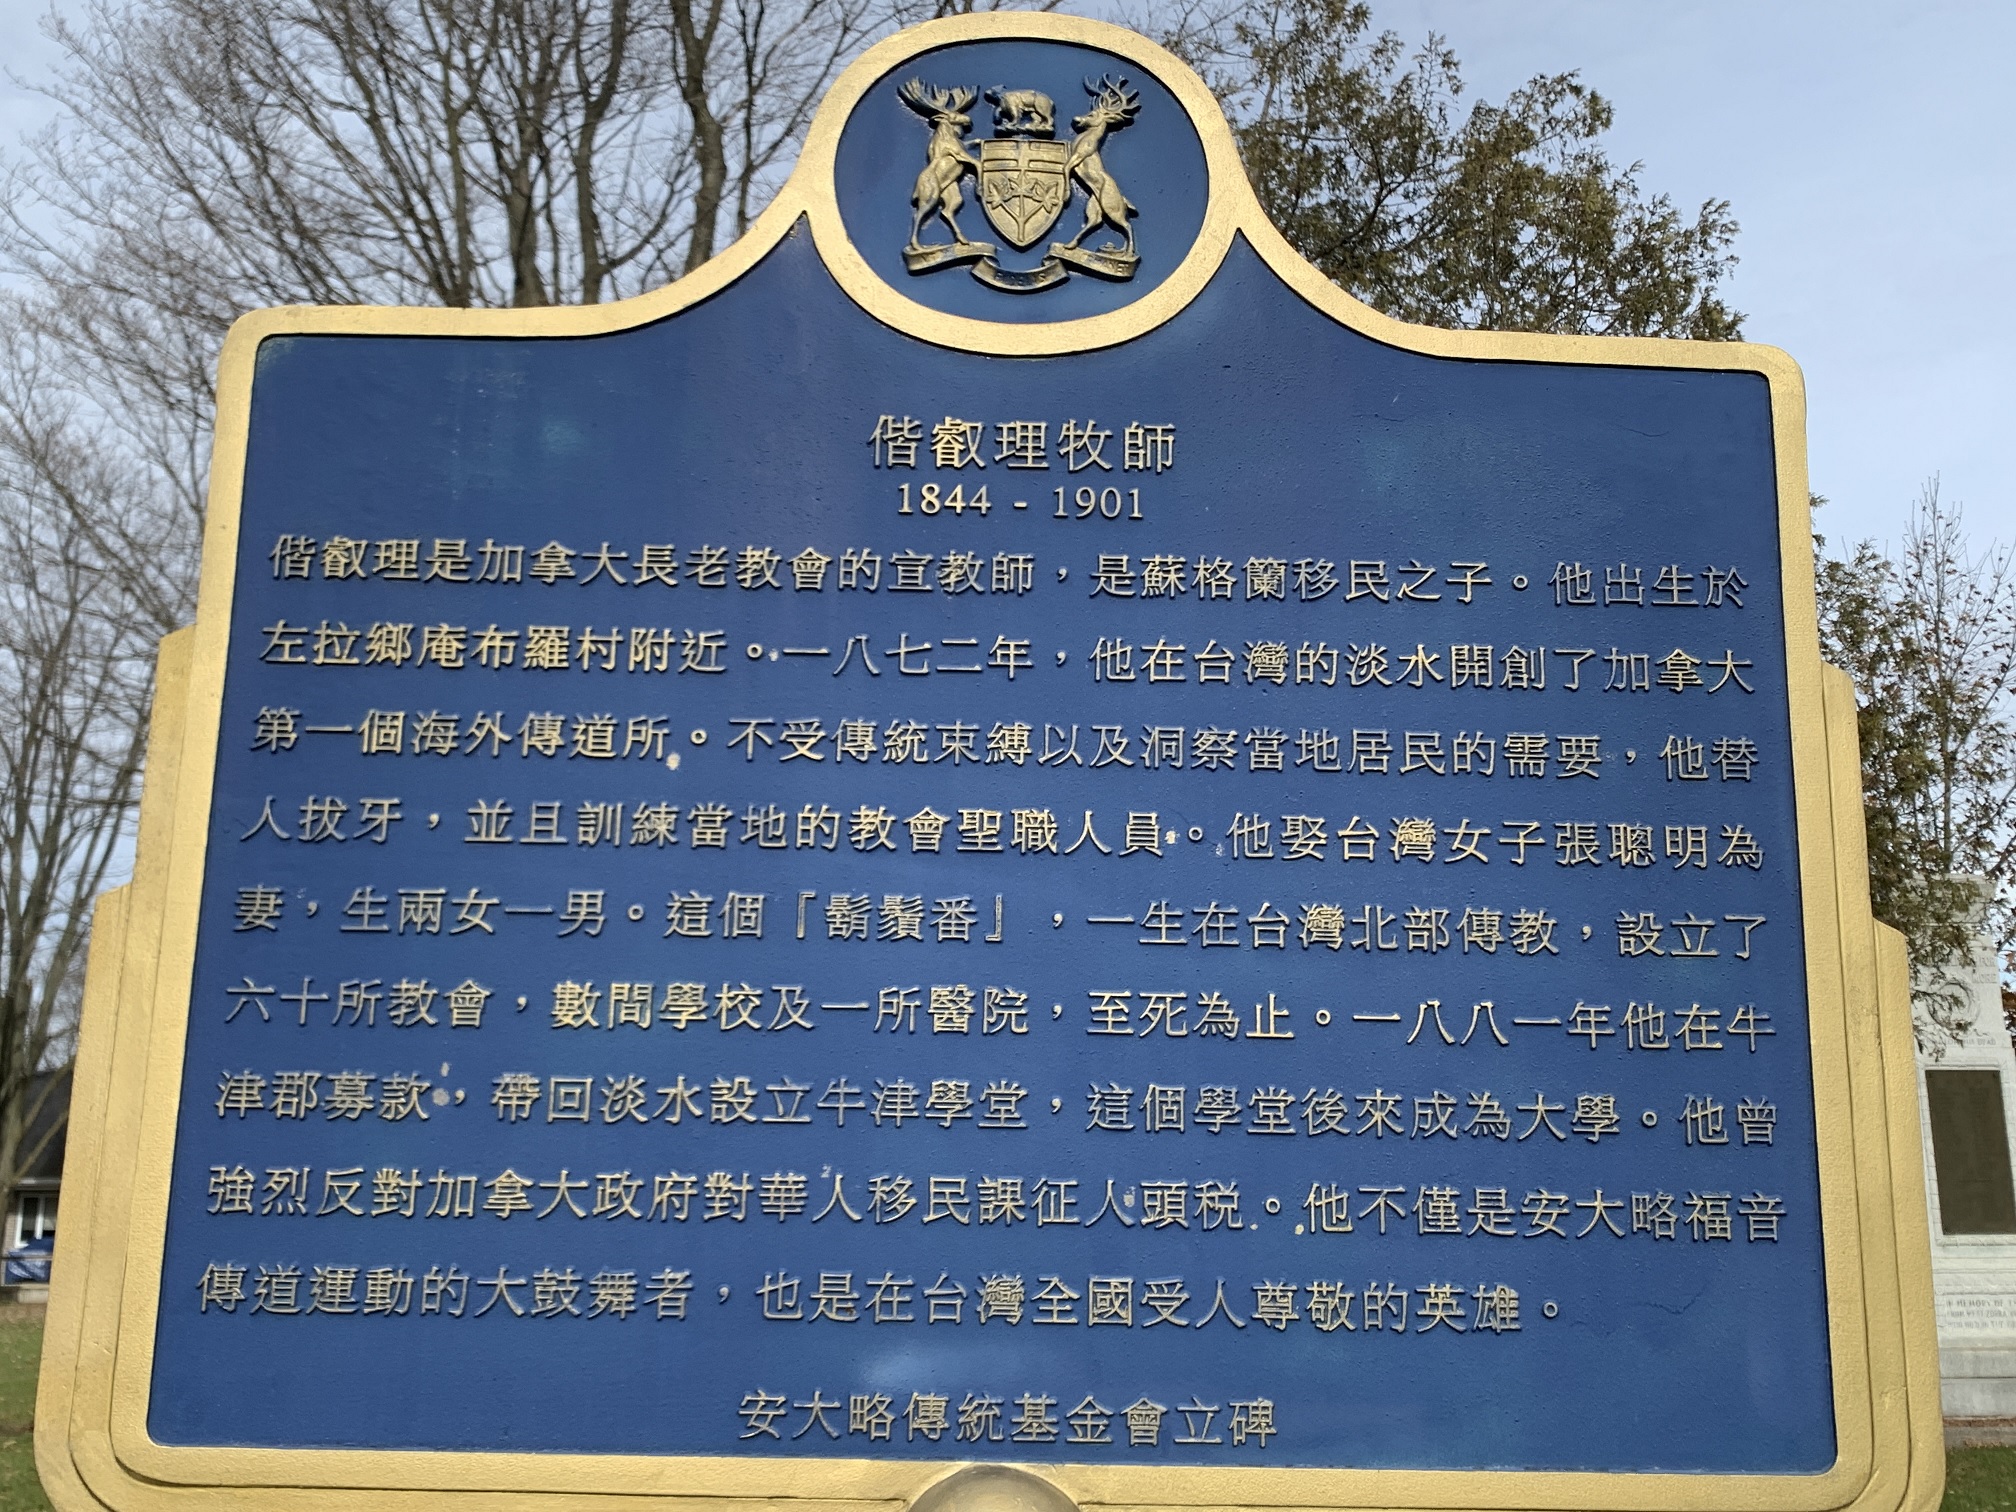 偕叡理牧師
1844 - 1901
偕叡理是加拿大長老教會的宣教師，是蘇格蘭移民之子。他出生於
左拉鄉庵布羅村附近。一八七二年，他在台灣的淡水開創了加拿大
第一個海外傳道所。不受傳統束縛以及洞察當地居民的需要，他替
人拔牙，並且訓練當地的教會聖職人員。他娶台灣女子張聰明為
妻，生兩女一男。這個『鬍鬚番』，一生在台灣北部傳教，設立了
六十所教會，數間學校及一所醫院，至死為止。一八八一年他在牛
津郡募款，帶回淡水設立牛津學堂，這個學堂後來成為大學。他曾
強烈反對加拿大政府對華人移民課征人頭稅。他不僅是安大略福音
傳道運動的大鼓舞者，也是在台灣全國受人尊敬的英雄。
安大略傳統基金會立碑